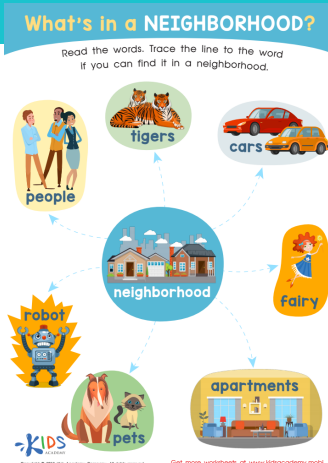 What's in a NEIGHBORHOOD?
Read the words. Trace the line to the word
if you can find it in a neighborhood.
tigers
cars
people
neighborhood
fairy
robot
apartments
pets
KIDS
ACADEMY
Get more worksheets at www.kidsacademy.mobi